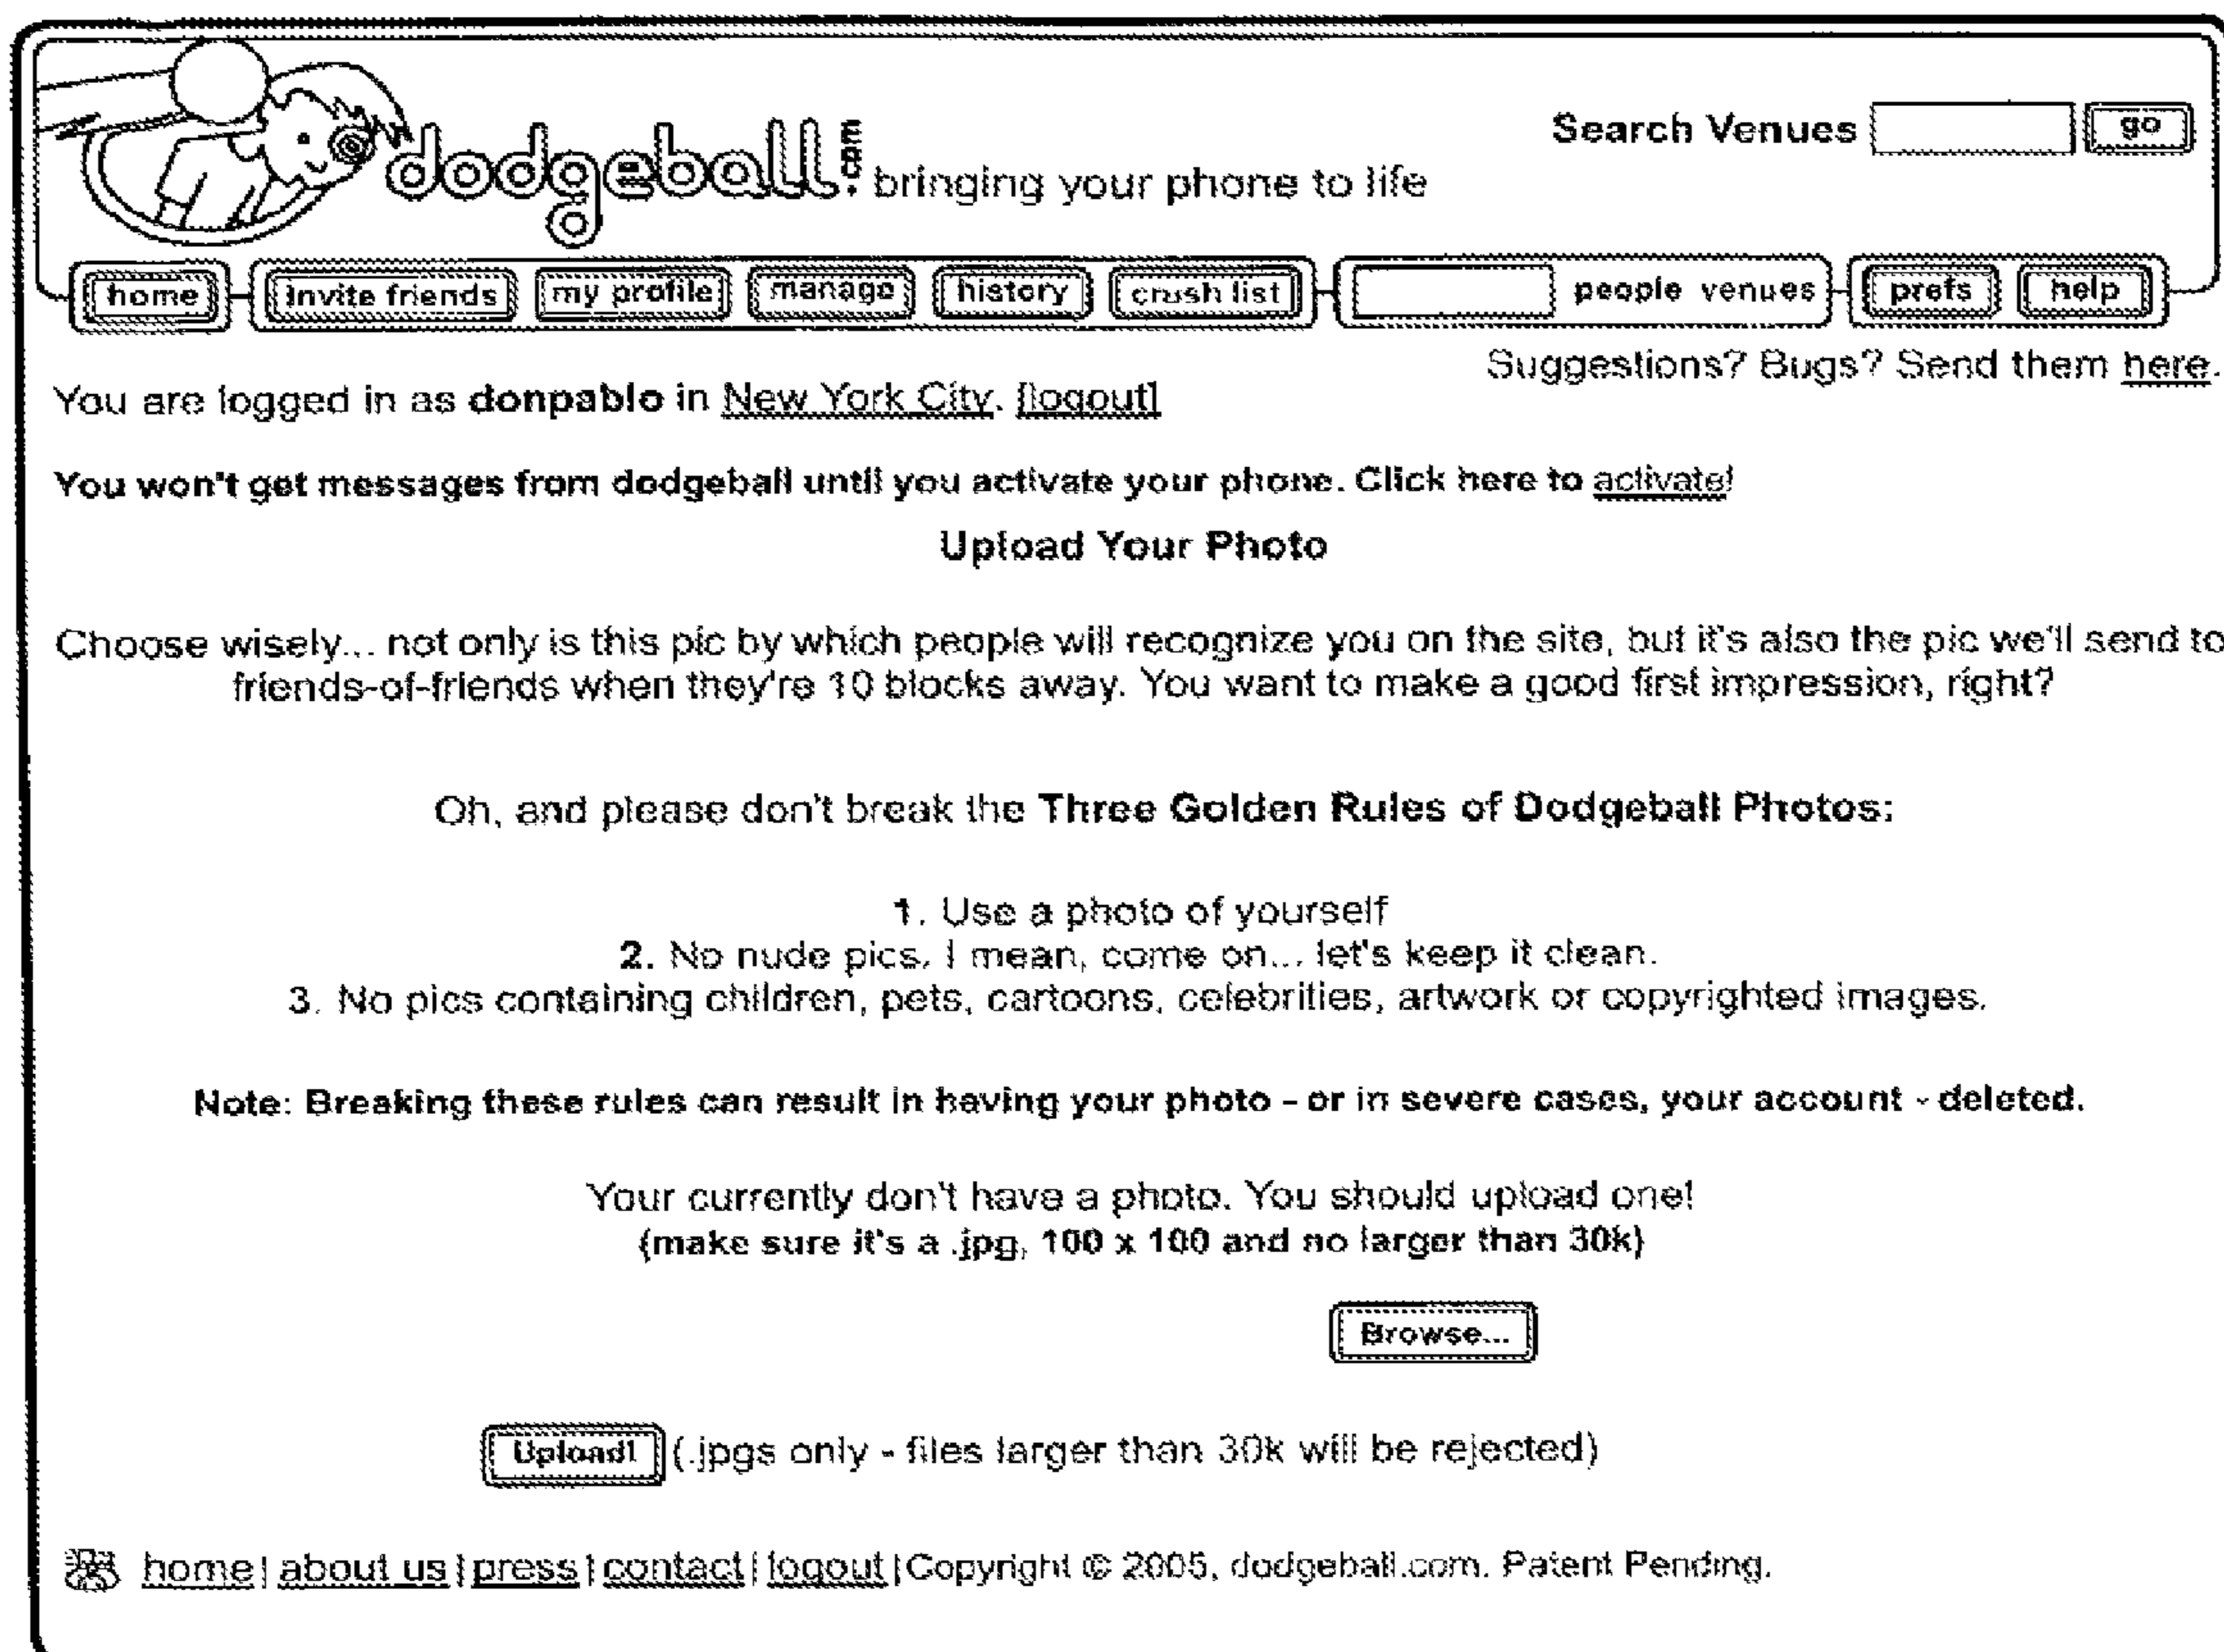 dodgeball.com bringing your phone to life
Search Venues go
home invite friends my profile manage history crush list people venues prefs help
Suggestions? Bugs? Send them here.
You are logged in as donpablo in New York City. [logout]
You won't get messages from dodgeball until you activate your phone. Click here to activate!
Upload Your Photo
Choose wisely... not only is this pic by which people will recognize you on the site, but it's also the pic we'll send to
friends-of-friends when they're 10 blocks away. You want to make a good first impression, right?
Oh, and please don't break the Three Golden Rules of Dodgeball Photos:
1. Use a photo of yourself
2. No nude pics. I mean, come on... let's keep it clean.
3. No pics containing children, pets, cartoons, celebrities, artwork or copyrighted images.
Note: Breaking these rules can result in having your photo - or in severe cases, your account - deleted.
Your currently don't have a photo. You should upload one!
(make sure it's a .jpg, 100 x 100 and no larger than 30k)
Browse...
Upload! (.jpgs only - files larger than 30k will be rejected)
home | about us | press | contact | logout | Copyright © 2005, dodgeball.com. Patent Pending.